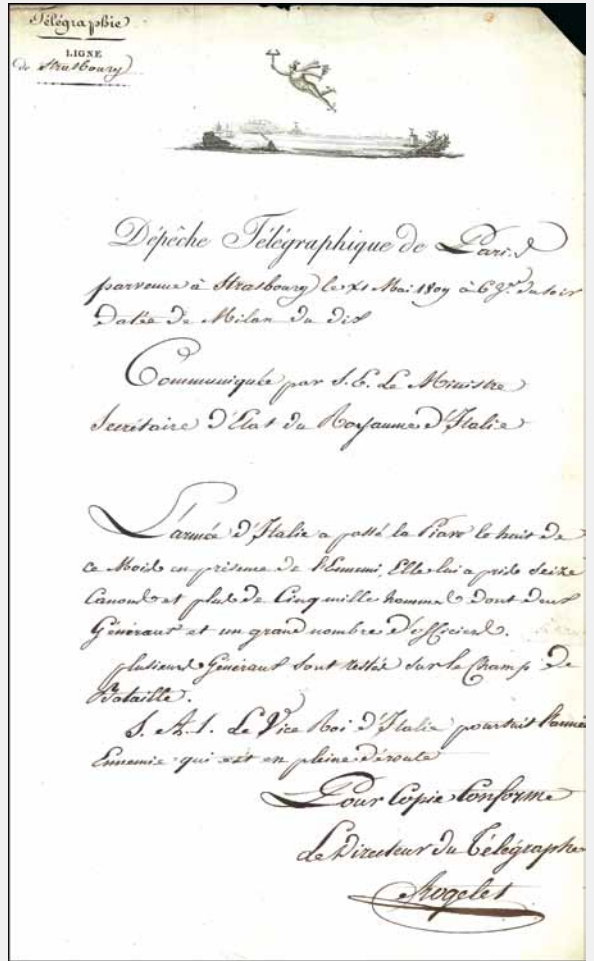 Télégraphie
LIGNE
de Strasbourg
Dépêche Télégraphique de Paris
parvenue à Strasbourg le 11 Mai 1809 à du soir
Datée de Milan du dix
Communiquée par S. E. Le Ministre
Secrétaire d'Etat du Royaume d'Italie
L'armée d'Italie a passé la Piave le huit de
ce Mois en présence de l'Ennemi, Elle lui a pris seize
Canons et plus de Cinq mille hommes dont deux
Généraux et un grand nombre d'officiers.
plusieurs Généraux sont restés sur le Champ de
Bataille.
S. A. I. Le Vice Roi d'Italie poursuit l'armée
Ennemie qui est en pleine déroute
Pour Copie Conforme
Le Directeur du Télégraphe
Rogelet